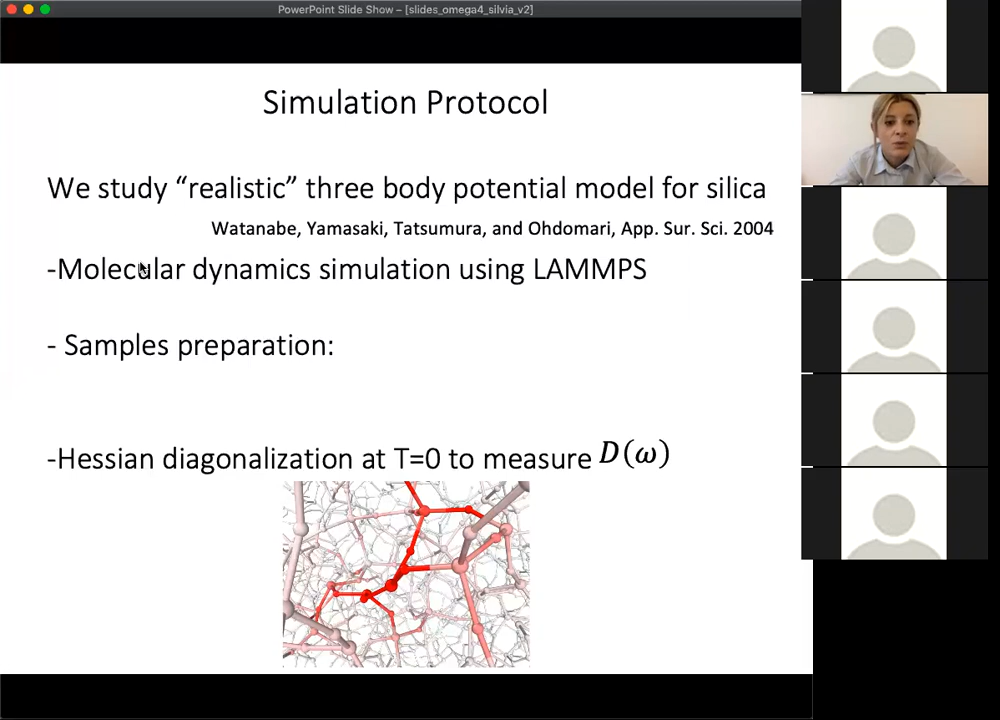 PowerPoint Slide Show – [slides_omega4_silvia_v2]
Simulation Protocol
We study “realistic” three body potential model for silica
Watanabe, Yamasaki, Tatsumura, and Ohdomari, App. Sur. Sci. 2004
-Molecular dynamics simulation using LAMMPS
- Samples preparation:
-Hessian diagonalization at T=0 to measure D(ω)